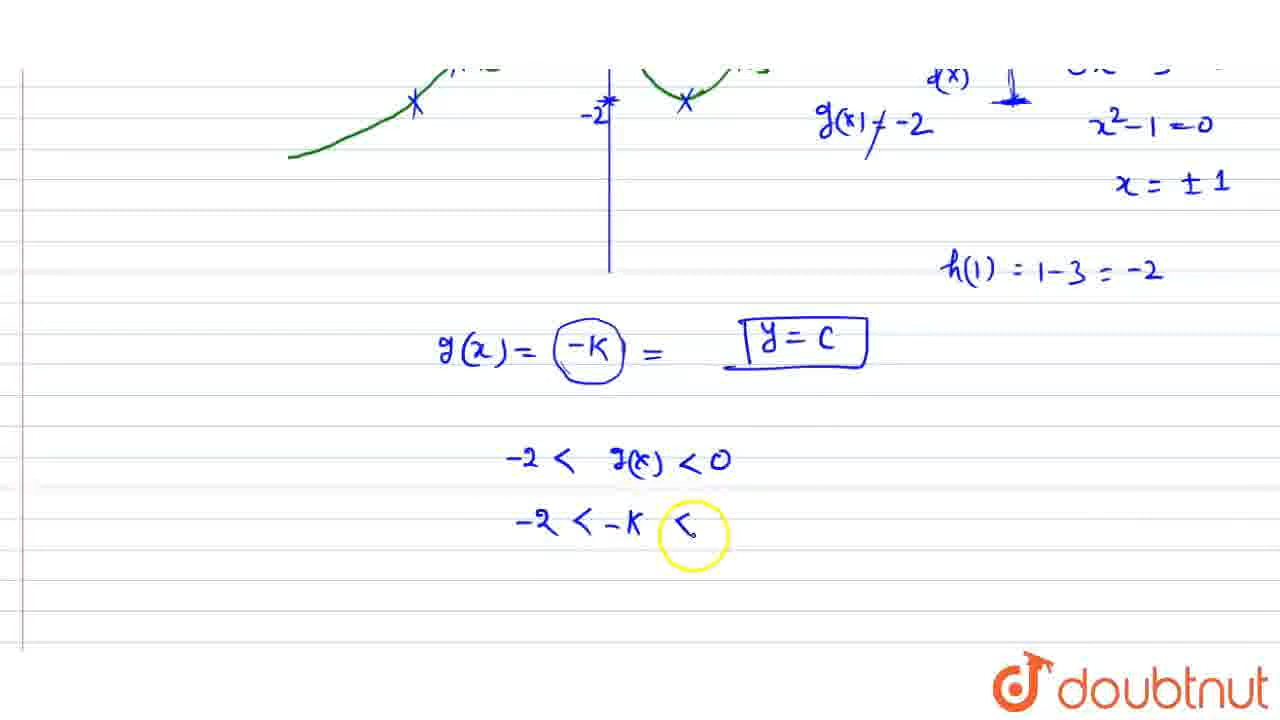 -2
g(x) ≠ -2
x² - 1 = 0
x = ± 1
h(1) = 1 - 3 = -2
g(x) = -K = y = c
-2 < g(x) < 0
-2 < -K <
doubtnut